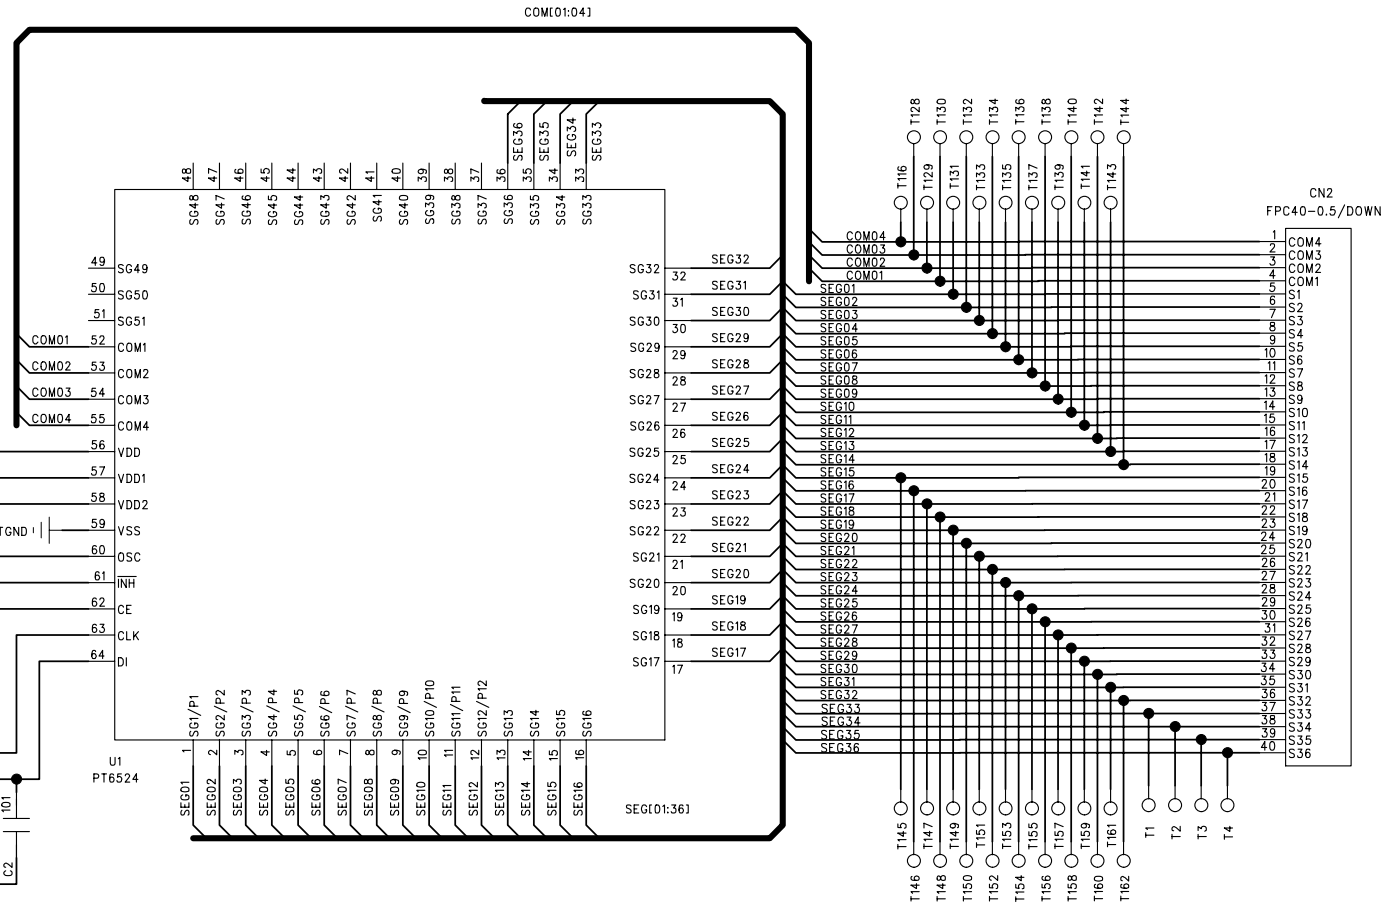 COM[01:04]
T128 T130 T132 T134 T136 T138 T140 T142 T144
T116 T129 T131 T133 T135 T137 T139 T141 T143
SEG36 SEG35 SEG34 SEG33
48 47 46 45 44 43 42 41 40 39 38 37 36 35 34 33
SG48 SG47 SG46 SG45 SG44 SG43 SG42 SG41 SG40 SG39 SG38 SG37 SG36 SG35 SG34 SG33
49 SG49
50 SG50
51 SG51
COM01 52 COM1
COM02 53 COM2
COM03 54 COM3
COM04 55 COM4
56 VDD
57 VDD1
58 VDD2
TGND 59 VSS
60 OSC
61 INH
62 CE
63 CLK
64 DI
SG32 32 SEG32
SG31 31 SEG31
SG30 30 SEG30
SG29 29 SEG29
SG28 28 SEG28
SG27 27 SEG27
SG26 26 SEG26
SG25 25 SEG25
SG24 24 SEG24
SG23 23 SEG23
SG22 22 SEG22
SG21 21 SEG21
SG20 20 SEG20
SG19 19 SEG19
SG18 18 SEG18
SG17 17 SEG17
SG1/P1 SG2/P2 SG3/P3 SG4/P4 SG5/P5 SG6/P6 SG7/P7 SG8/P8 SG9/P9 SG10/P10 SG11/P11 SG12/P12 SG13 SG14 SG15 SG16
1 2 3 4 5 6 7 8 9 10 11 12 13 14 15 16
SEG01 SEG02 SEG03 SEG04 SEG05 SEG06 SEG07 SEG08 SEG09 SEG10 SEG11 SEG12 SEG13 SEG14 SEG15 SEG16
U1
PT6524
101
C2
SEG[01:36]
CN2
FPC40-0.5/DOWN
COM04 1 COM4
COM03 2 COM3
COM02 3 COM2
COM01 4 COM1
SEG01 5 S1
SEG02 6 S2
SEG03 7 S3
SEG04 8 S4
SEG05 9 S5
SEG06 10 S6
SEG07 11 S7
SEG08 12 S8
SEG09 13 S9
SEG10 14 S10
SEG11 15 S11
SEG12 16 S12
SEG13 17 S13
SEG14 18 S14
SEG15 19 S15
SEG16 20 S16
SEG17 21 S17
SEG18 22 S18
SEG19 23 S19
SEG20 24 S20
SEG21 25 S21
SEG22 26 S22
SEG23 27 S23
SEG24 28 S24
SEG25 29 S25
SEG26 30 S26
SEG27 31 S27
SEG28 32 S28
SEG29 33 S29
SEG30 34 S30
SEG31 35 S31
SEG32 36 S32
SEG33 37 S33
SEG34 38 S34
SEG35 39 S35
SEG36 40 S36
T145 T147 T149 T151 T153 T155 T157 T159 T161 T1 T2 T3 T4
T146 T148 T150 T152 T154 T156 T158 T160 T162